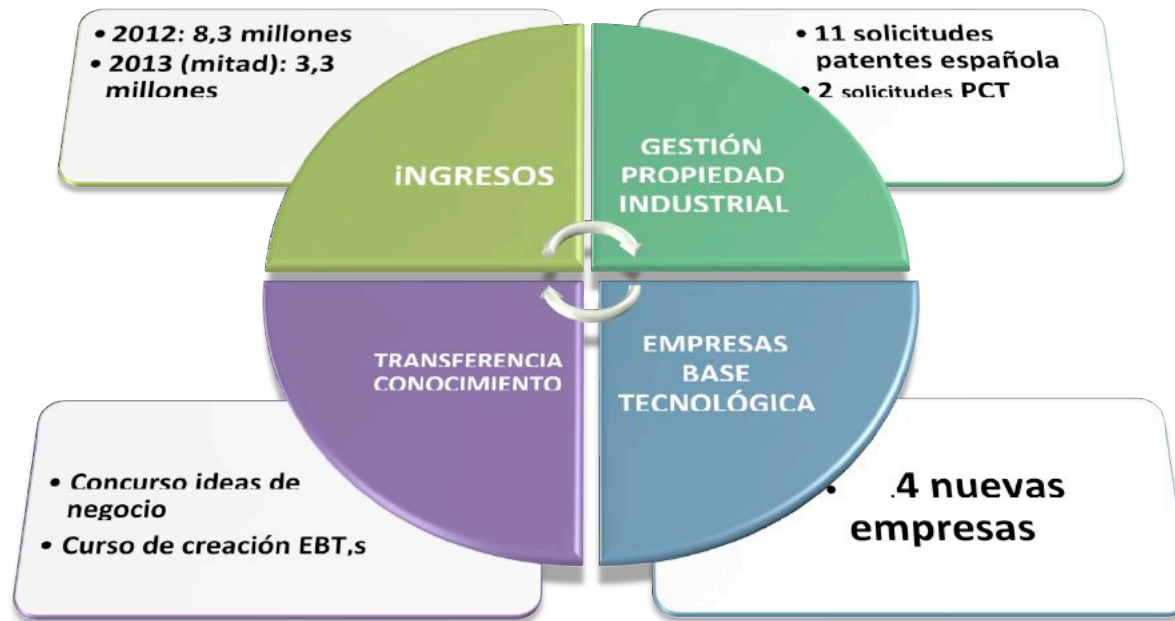 • 2012: 8,3 millones
• 2013 (mitad): 3,3
millones
• 11 solicitudes
patentes española
• 2 solicitudes PCT
iNGRESOS
GESTIÓN
PROPIEDAD
INDUSTRIAL
TRANSFERENCIA
CONOCIMIENTO
EMPRESAS
BASE
TECNOLÓGICA
• Concurso ideas de
negocio
• Curso de creación EBT,s
• .4 nuevas
empresas